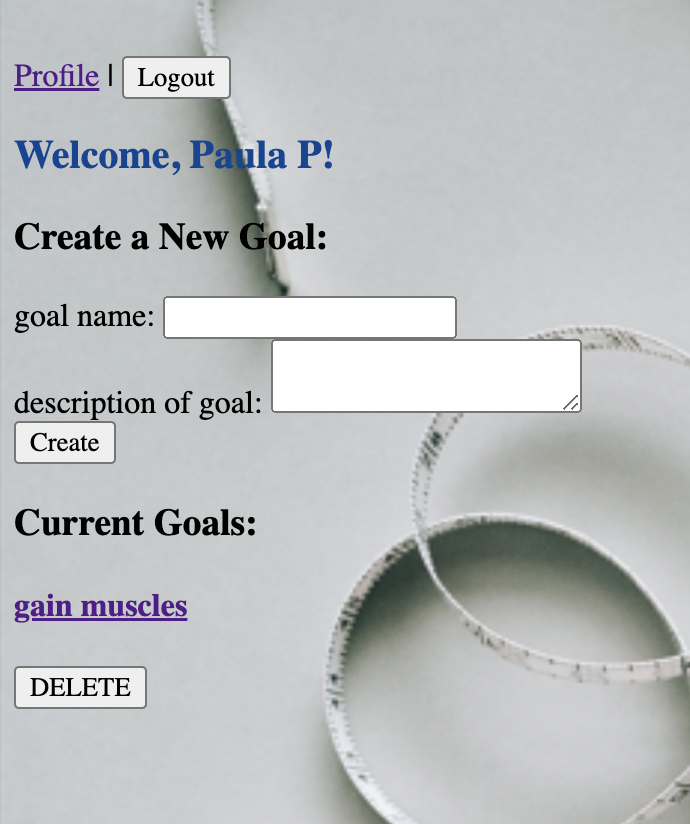 Profile | Logout
Welcome, Paula P!
Create a New Goal:
goal name:
description of goal:
Create
Current Goals:
gain muscles
DELETE